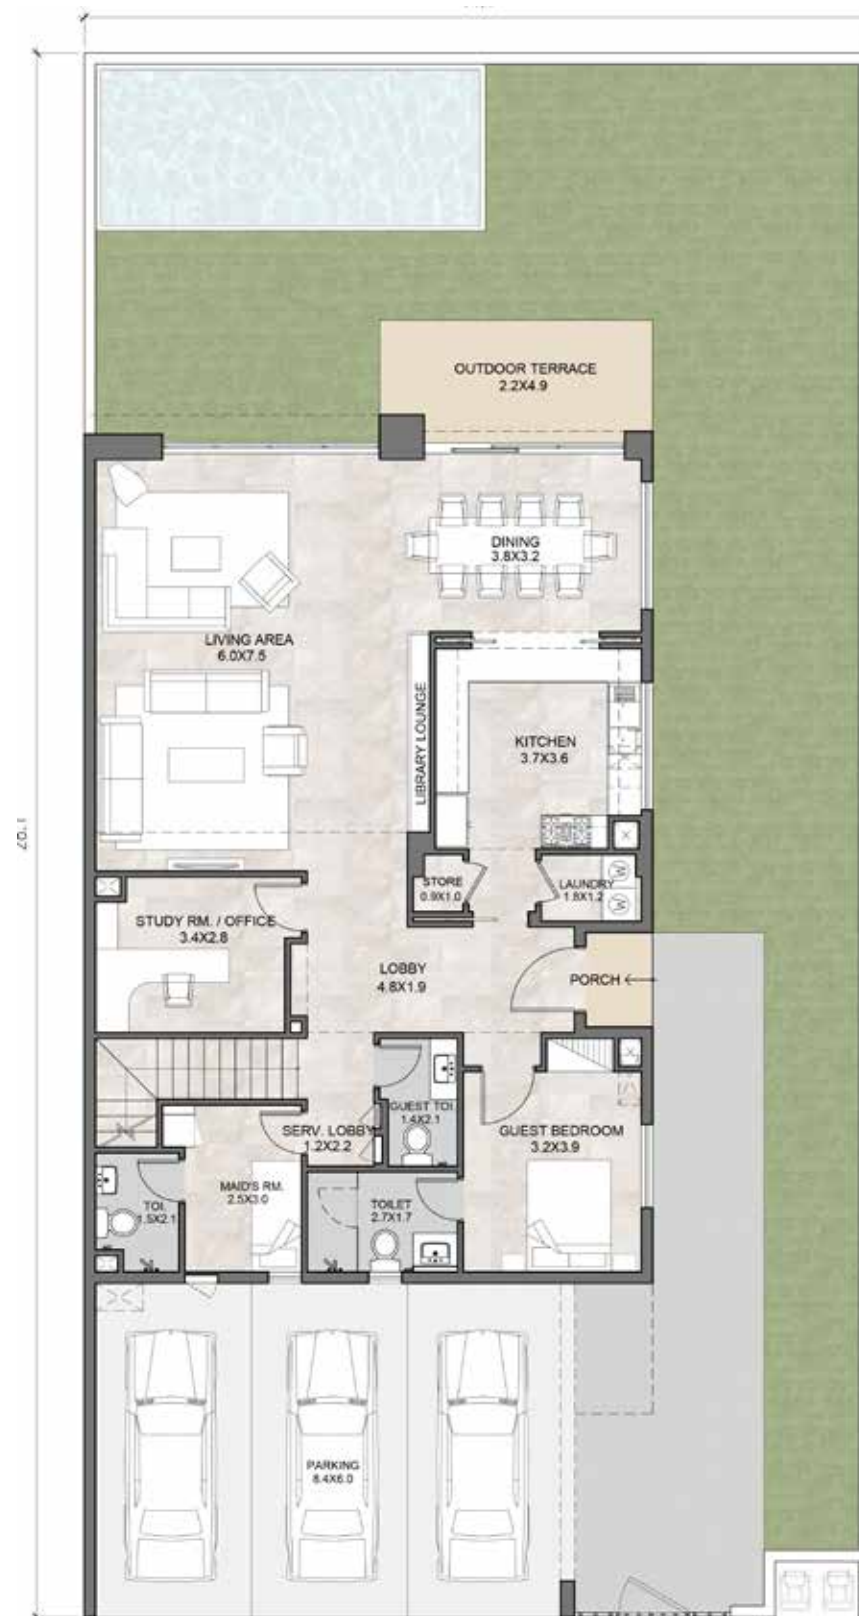 OUTDOOR TERRACE
2.2X4.9
DINING
3.8X3.2
LIVING AREA
6.0X7.5
LIBRARY LOUNGE
KITCHEN
3.7X3.6
STORE
0.9X1.0
LAUNDRY
1.8X1.2
W
W
STUDY RM. / OFFICE
3.4X2.8
LOBBY
4.8X1.9
PORCH
GUEST TOI.
1.4X2.1
SERV. LOBBY
1.2X2.2
GUEST BEDROOM
3.2X3.9
MAID'S RM.
2.5X3.0
TOI.
1.5X2.1
TOILET
2.7X1.7
PARKING
8.4X6.0